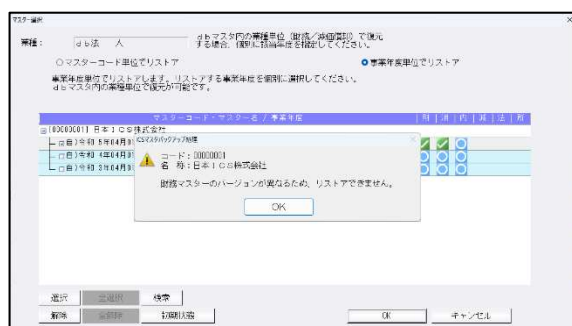 マスター選択
業種： ｄｂ法 人
ｄｂマスタ内の業種単位（財務／減価償却）で復元
する場合、個別に該当年度を指定してください。
マスターコード単位でリストア 事業年度単位でリストア
事業年度単位でリストアします。リストアする事業年度を個別に選択してください。
ｄｂマスタ内の業種単位で復元が可能です。
マスターコード・マスター名 / 事業年度
[00000001] 日本ＩＣＳ株式会社
自)令和 5年04月
自)令和 4年04月
自)令和 3年04月
ICSマスタバックアップ処理
コード：00000001
名 称：日本ＩＣＳ株式会社
財務マスターのバージョンが異なるため、リストアできません。
OK
選択 全選択 検索
解除 全解除 初期状態 OK キャンセル